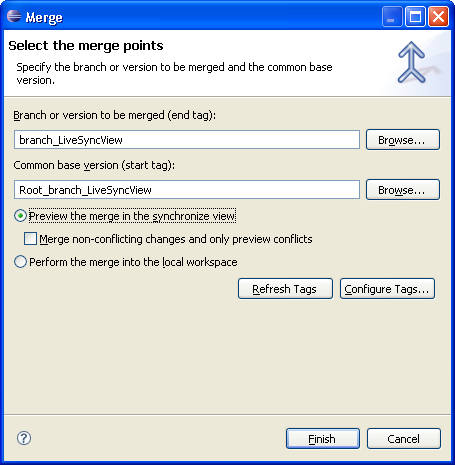 Merge
Select the merge points
Specify the branch or version to be merged and the common base
version.
Branch or version to be merged (end tag):
branch_LiveSyncView
Browse...
Common base version (start tag):
Root_branch_LiveSyncView
Browse...
Preview the merge in the synchronize view
Merge non-conflicting changes and only preview conflicts
Perform the merge into the local workspace
Refresh Tags
Configure Tags...
?
Finish
Cancel